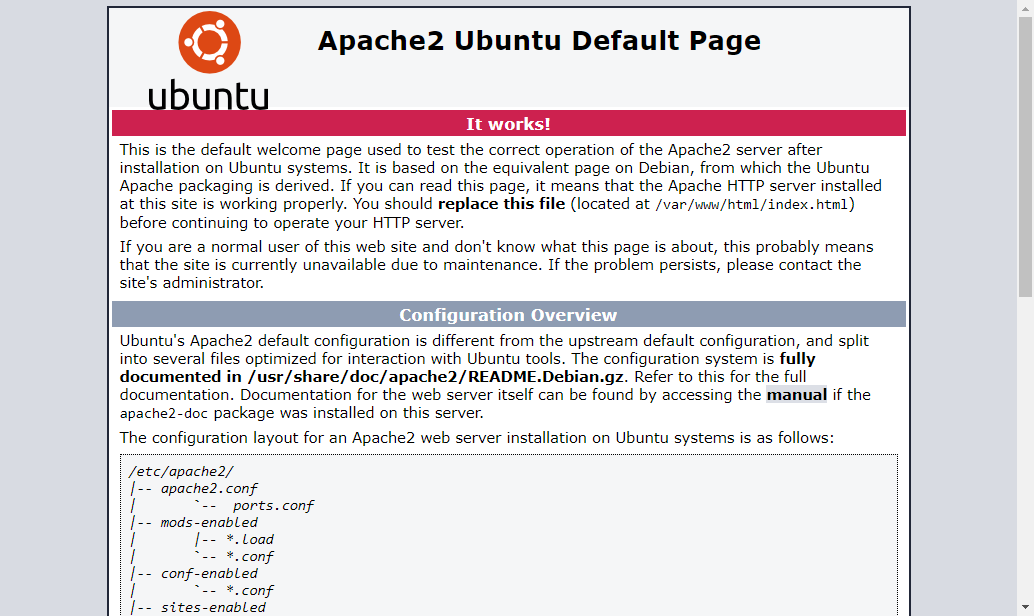 Apache2 Ubuntu Default Page
ubuntu
It works!
This is the default welcome page used to test the correct operation of the Apache2 server after
installation on Ubuntu systems. It is based on the equivalent page on Debian, from which the Ubuntu
Apache packaging is derived. If you can read this page, it means that the Apache HTTP server installed
at this site is working properly. You should replace this file (located at /var/www/html/index.html)
before continuing to operate your HTTP server.
If you are a normal user of this web site and don't know what this page is about, this probably means
that the site is currently unavailable due to maintenance. If the problem persists, please contact the
site's administrator.
Configuration Overview
Ubuntu's Apache2 default configuration is different from the upstream default configuration, and split
into several files optimized for interaction with Ubuntu tools. The configuration system is fully
documented in /usr/share/doc/apache2/README.Debian.gz. Refer to this for the full
documentation. Documentation for the web server itself can be found by accessing the manual if the
apache2-doc package was installed on this server.
The configuration layout for an Apache2 web server installation on Ubuntu systems is as follows:
/etc/apache2/
|-- apache2.conf
|       `--  ports.conf
|-- mods-enabled
|       |-- *.load
|       `-- *.conf
|-- conf-enabled
|       `-- *.conf
|-- sites-enabled